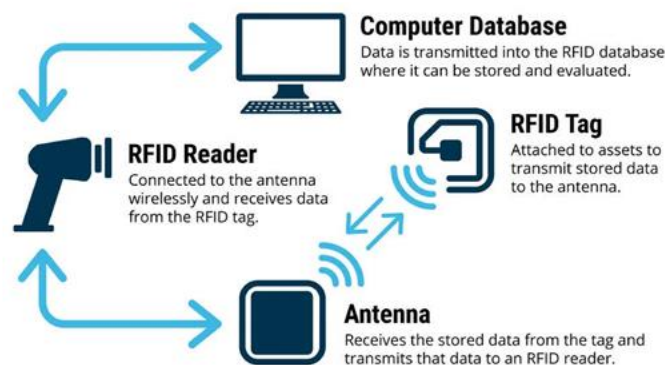 Computer Database
Data is transmitted into the RFID database
where it can be stored and evaluated.
RFID Tag
Attached to assets to
transmit stored data
to the antenna.
RFID Reader
Connected to the antenna
wirelessly and receives data
from the RFID tag.
Antenna
Receives the stored data from the tag and
transmits that data to an RFID reader.